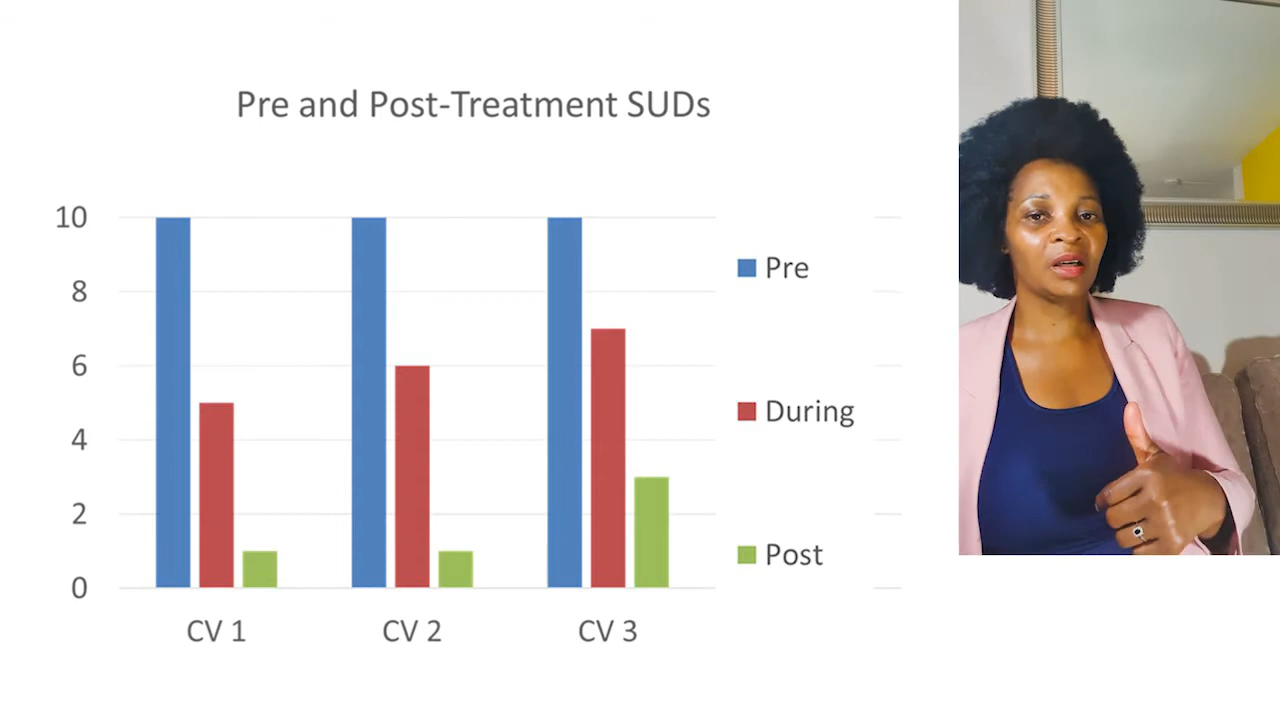 Pre and Post-Treatment SUDs
10
8
6
4
2
0
CV 1
CV 2
CV 3
Pre
During
Post